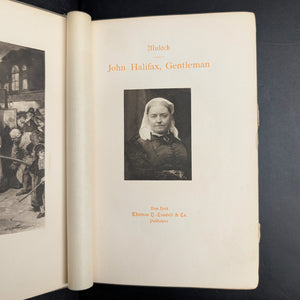 Mulock
John Halifax, Gentleman
New York
Thomas Y. Crowell & Co.
Publishers